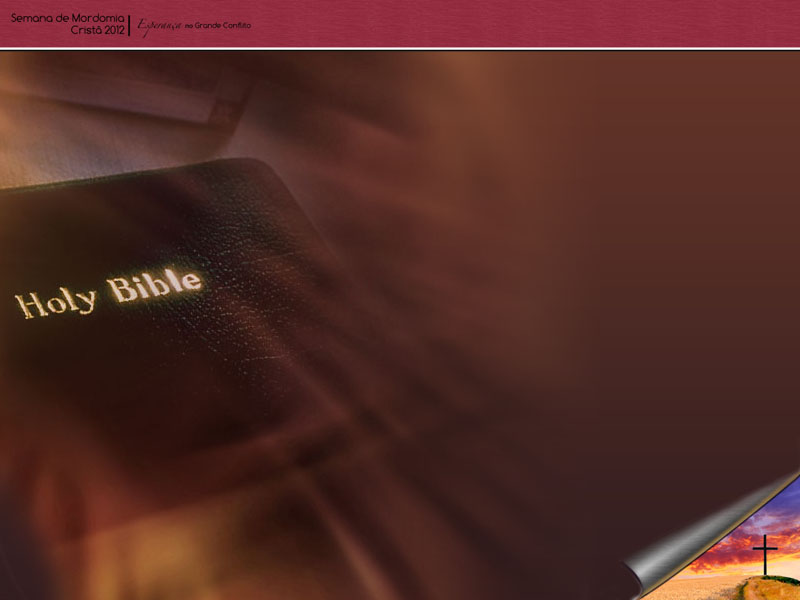 Semana de Mordomia
Cristã 2012
Esperança no Grande Conflito
Holy Bible